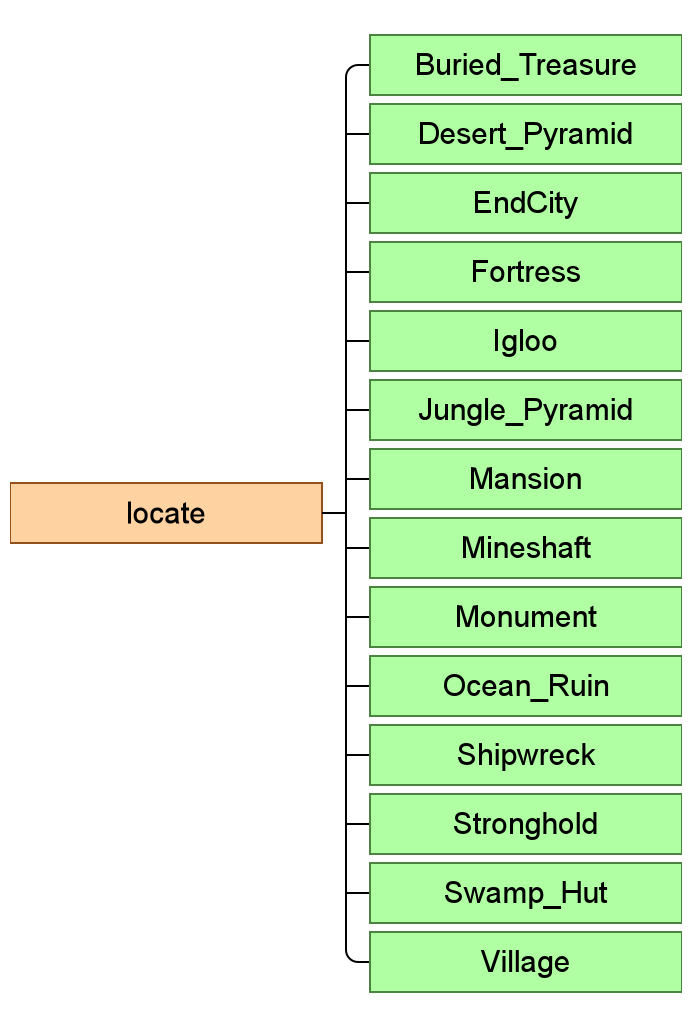 Buried_Treasure
Desert_Pyramid
EndCity
Fortress
Igloo
Jungle_Pyramid
Mansion
locate
Mineshaft
Monument
Ocean_Ruin
Shipwreck
Stronghold
Swamp_Hut
Village